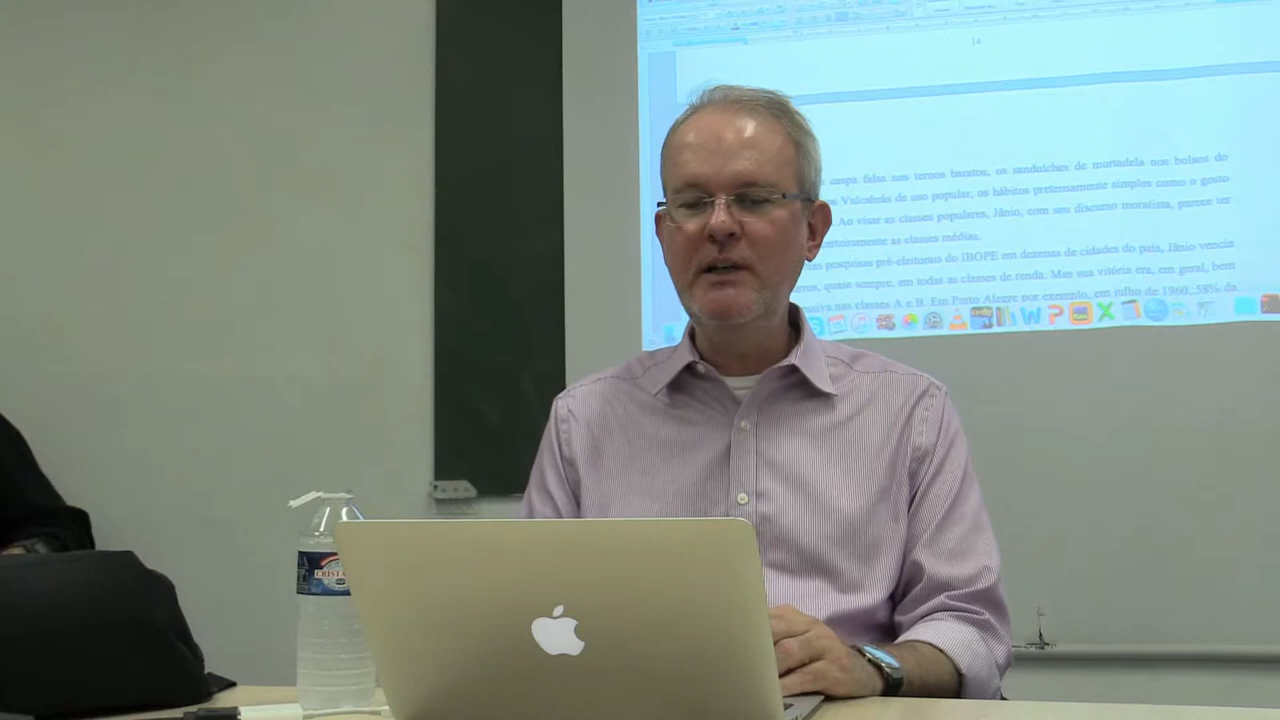 14
caspa falsa nos ternos baratos, os sanduíches de mortadela nos bolsos do
Vulcabrás de uso popular, os hábitos pretensamente simples como o gosto
Ao visar as classes populares, Jânio, com seu discurso moralista, parece ter
certeiramente as classes médias.
as pesquisas pré-eleitorais do IBOPE em dezenas de cidades do país, Jânio vencia
quase sempre, em todas as classes de renda. Mas sua vitória era, em geral, bem
nas classes A e B. Em Porto Alegre por exemplo, em julho de 1960, 58% da
CRISTA